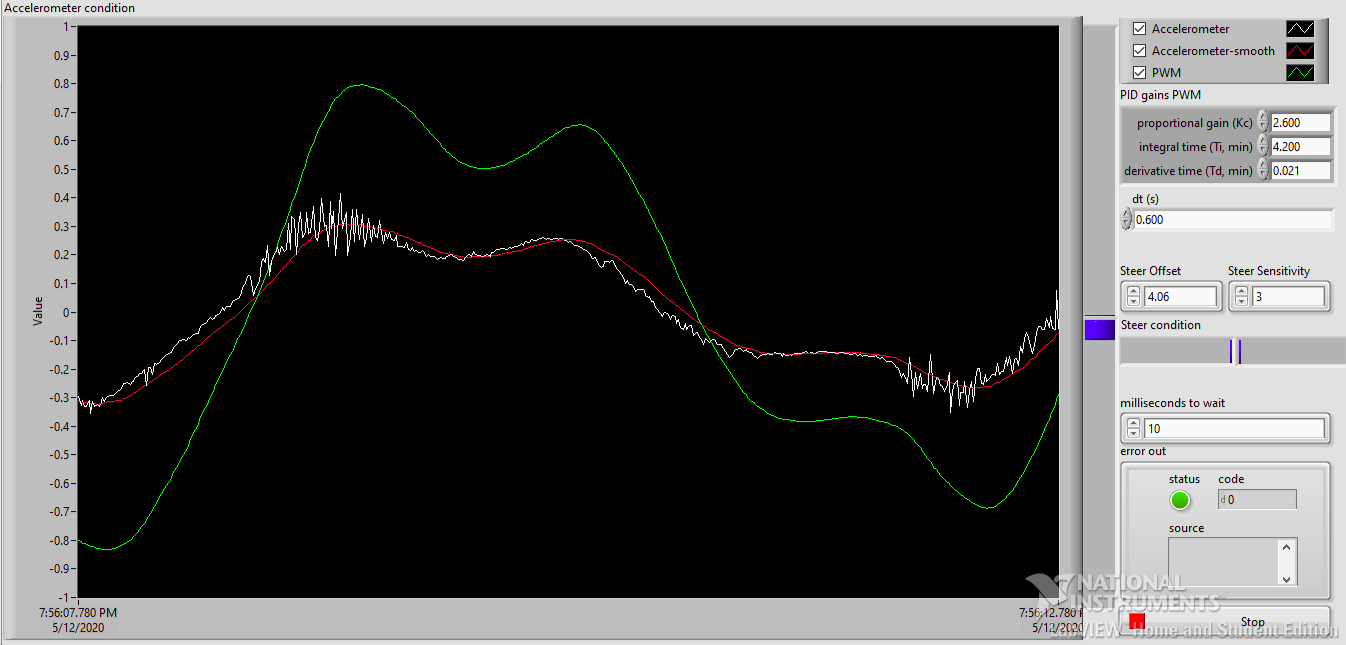 Accelerometer condition
1
0.9
0.8
0.7
0.6
0.5
0.4
0.3
0.2
0.1
0
-0.1
-0.2
-0.3
-0.4
-0.5
-0.6
-0.7
-0.8
-0.9
-1
Value
7:56:07.780 PM
5/12/2020
7:56:12.780
5/12/2020
Accelerometer
Accelerometer-smooth
PWM
PID gains PWM
proportional gain (Kc) 2.600
integral time (Ti, min) 4.200
derivative time (Td, min) 0.021
dt (s)
0.600
Steer Offset Steer Sensitivity
4.06 3
Steer condition
milliseconds to wait
10
error out
status code
d 0
source
NATIONAL
INSTRUMENTS
Stop
LabVIEW Home and Student Edition